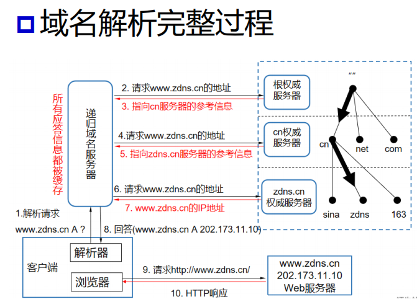 域名解析完整过程
所有应答信息都被缓存
递归域名服务器
2. 请求www.zdns.cn的地址
3. 指向cn服务器的参考信息
根权威
服务器
""
4.请求www.zdns.cn的地址
5. 指向zdns.cn服务器的参考信息
cn权威
服务器
cn
net
com
6. 请求www.zdns.cn的地址
7. www.zdns.cn的IP地址
zdns.cn
权威服务器
sina
zdns
163
1.解析请求
www.zdns.cn A ?
8. 回答(www.zdns.cn A 202.173.11.10)
客户端
解析器
浏览器
9. 请求http://www.zdns.cn/
10. HTTP响应
www.zdns.cn
202.173.11.10
Web服务器